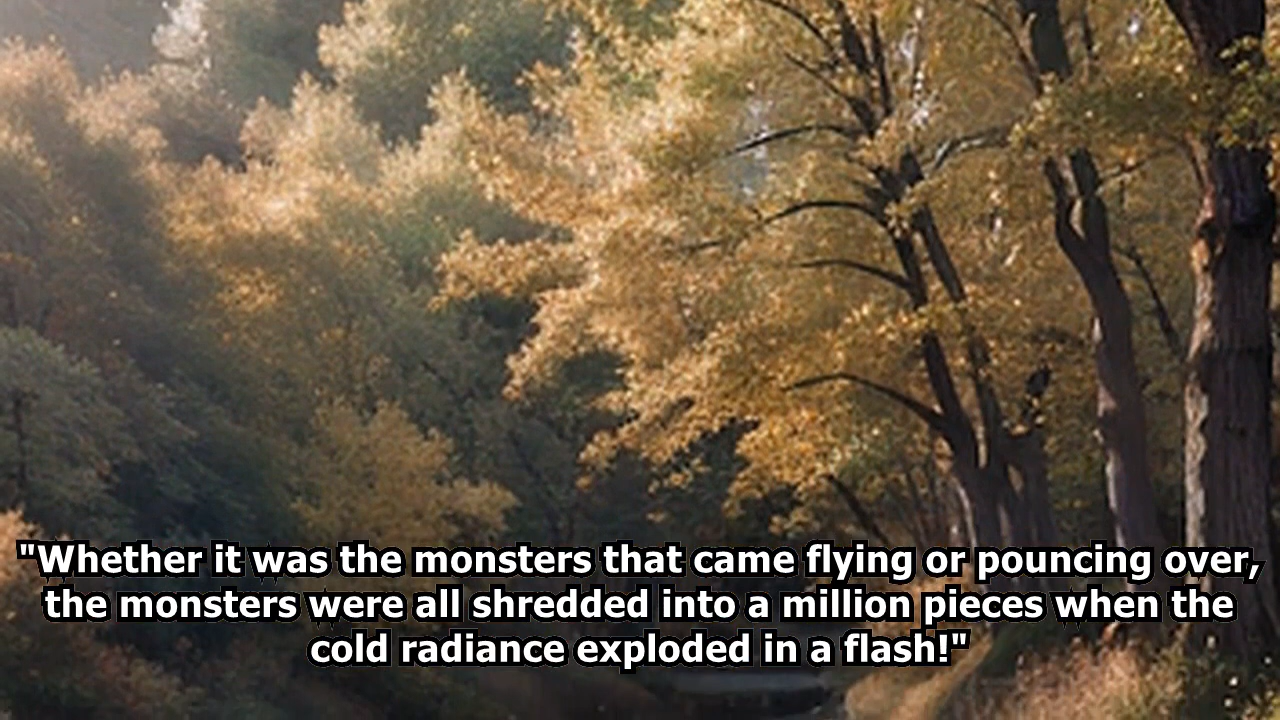 "Whether it was the monsters that came flying or pouncing over,
the monsters were all shredded into a million pieces when the
cold radiance exploded in a flash!"